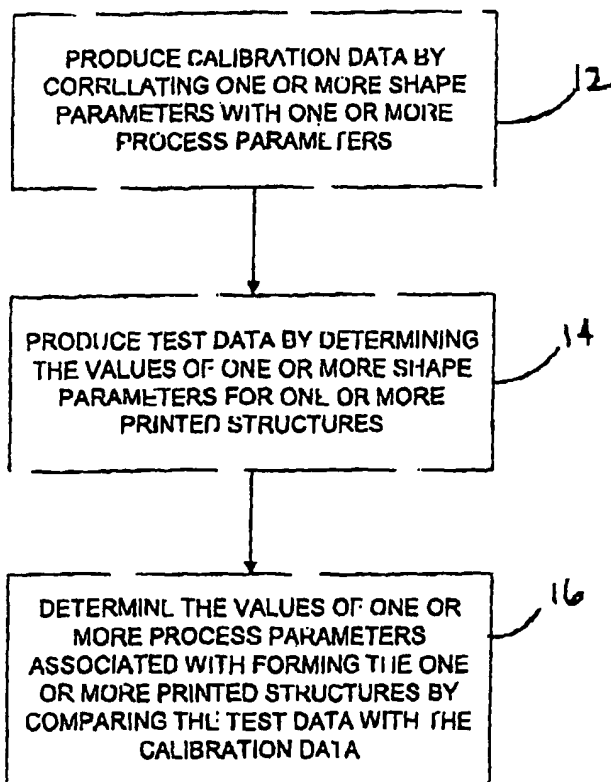 PRODUCE CALIBRATION DATA BY
CORRELATING ONE OR MORE SHAPE
PARAMETERS WITH ONE OR MORE
PROCESS PARAMETERS
12
PRODUCE TEST DATA BY DETERMINING
THE VALUES OF ONE OR MORE SHAPE
PARAMETERS FOR ONE OR MORE
PRINTED STRUCTURES
14
DETERMINE THE VALUES OF ONE OR
MORE PROCESS PARAMETERS
ASSOCIATED WITH FORMING THE ONE
OR MORE PRINTED STRUCTURES BY
COMPARING THE TEST DATA WITH THE
CALIBRATION DATA
16